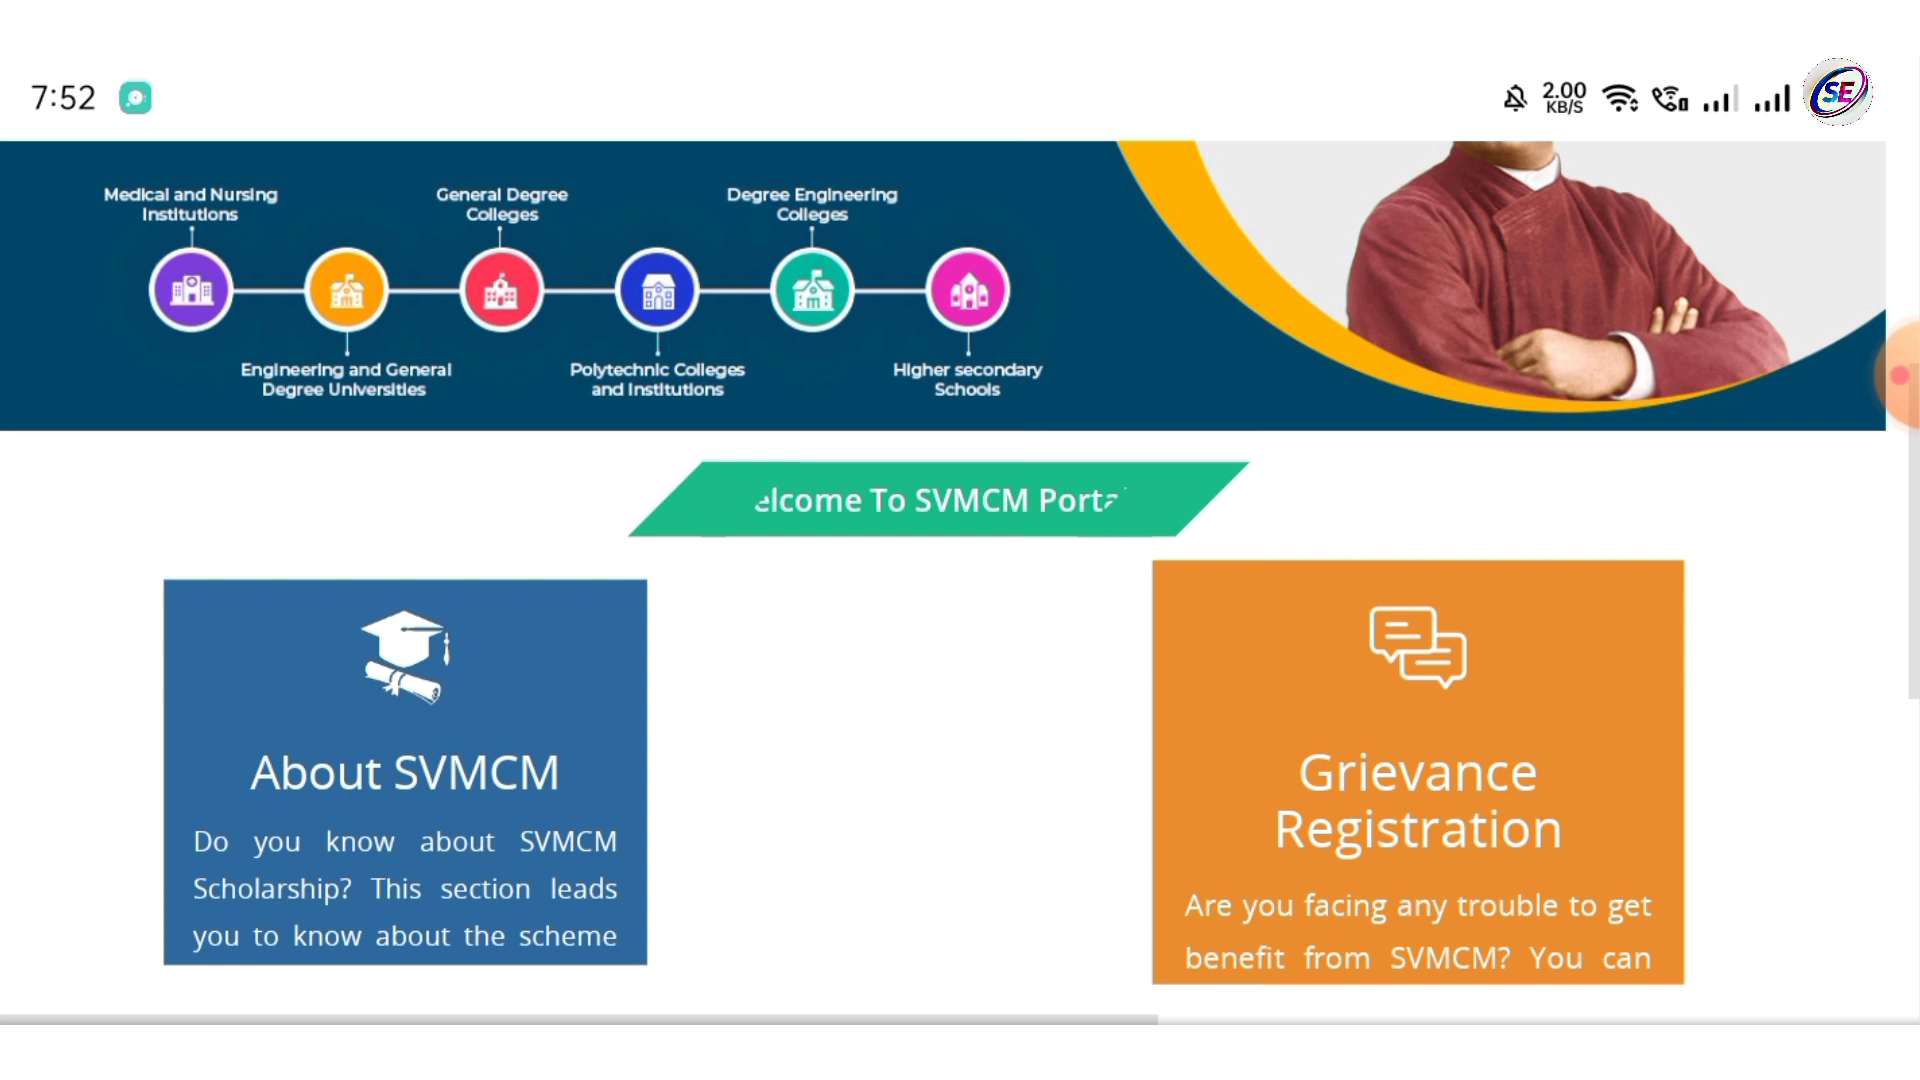 7:52
2.00
KB/S
SE
Medical and Nursing
Institutions
General Degree
Colleges
Degree Engineering
Colleges
Engineering and General
Degree Universities
Polytechnic Colleges
and Institutions
Higher secondary
Schools
elcome To SVMCM Porta
About SVMCM
Do you know about SVMCM
Scholarship? This section leads
you to know about the scheme
Grievance
Registration
Are you facing any trouble to get
benefit from SVMCM? You can